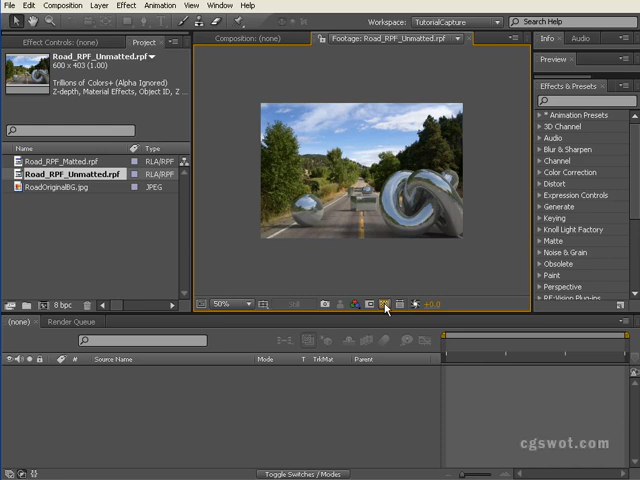 File Edit Composition Layer Effect Animation View Window Help
Workspace: TutorialCapture Search Help
Effect Controls: (none) Project Composition: (none) Footage: Road_RPF_Unmatted.rpf Info Audio
Road_RPF_Unmatted.rpf
600 x 403 (1.00)
Trillions of Colors+ (Alpha Ignored)
Z-depth, Material Effects, Object ID, Z ...
Preview
Effects & Presets
* Animation Presets
3D Channel
Audio
Blur & Sharpen
Channel
Color Correction
Distort
Expression Controls
Generate
Keying
Knoll Light Factory
Matte
Noise & Grain
Obsolete
Paint
Perspective
RE:Vision Plug-ins
Name Type
Road_RPF_Matted.rpf RLA/RPF
Road_RPF_Unmatted.rpf RLA/RPF
RoadOriginalBG.jpg JPEG
8 bpc
50% +0.0
(none) Render Queue
Source Name Mode T TrkMat Parent
cgswot.com
Toggle Switches / Modes